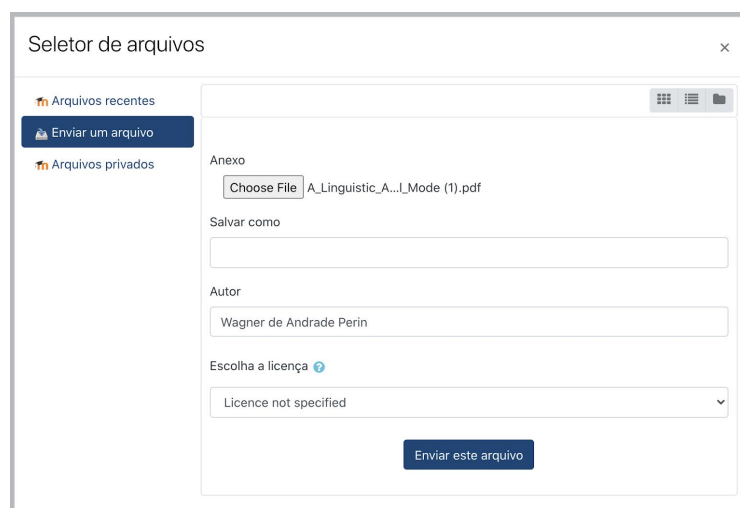 Seletor de arquivos
×
Arquivos recentes
Enviar um arquivo
Arquivos privados
Anexo
Choose File A_Linguistic_A...l_Mode (1).pdf
Salvar como
Autor
Wagner de Andrade Perin
Escolha a licença ?
Licence not specified
Enviar este arquivo